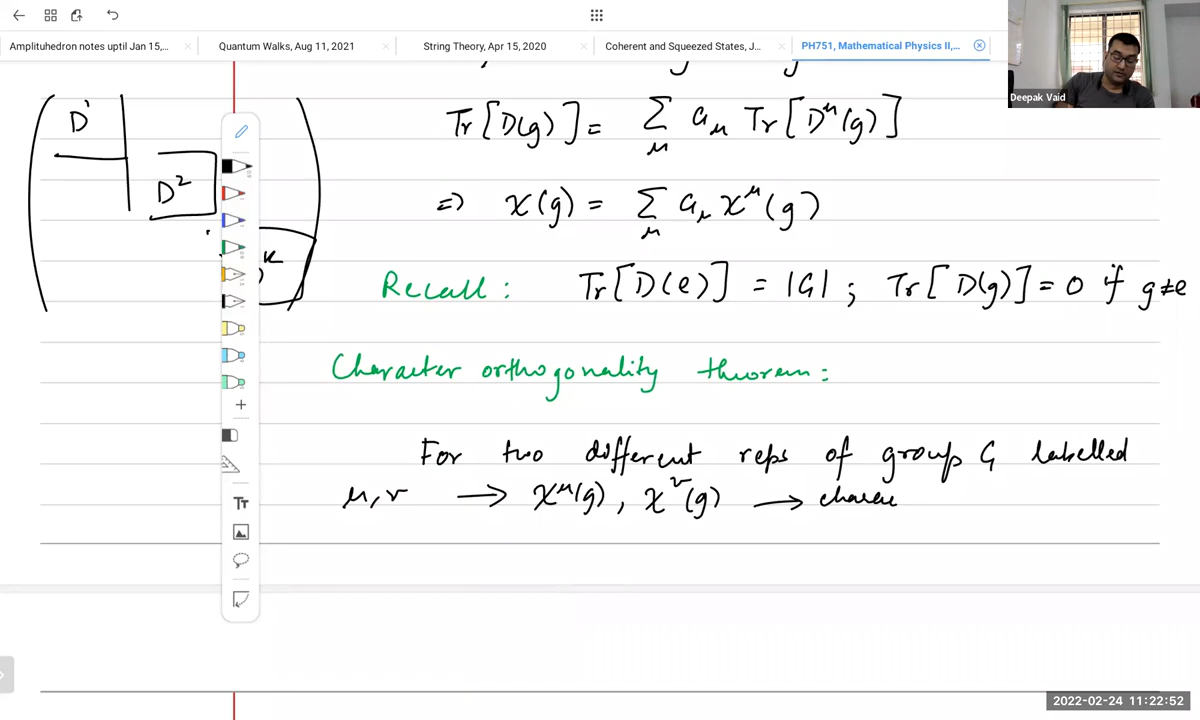 Amplituhedron notes uptil Jan 15,...
Quantum Walks, Aug 11, 2021
String Theory, Apr 15, 2020
Coherent and Squeezed States, J...
PH751, Mathematical Physics II,...
Deepak Vaid
D¹
D²
K
Tr[D(g)] = Σ_μ a_μ Tr[D^μ(g)]
⇒ χ(g) = Σ_μ a_μ χ^μ(g)
Recall: Tr[D(e)] = |G| ; Tr[D(g)] = 0 if g≠e
Character orthogonality theorem:
For two different reps of group G labelled
μ, ν → χ^μ(g), χ^ν(g) → charac
TT
2022-02-24 11:22:52